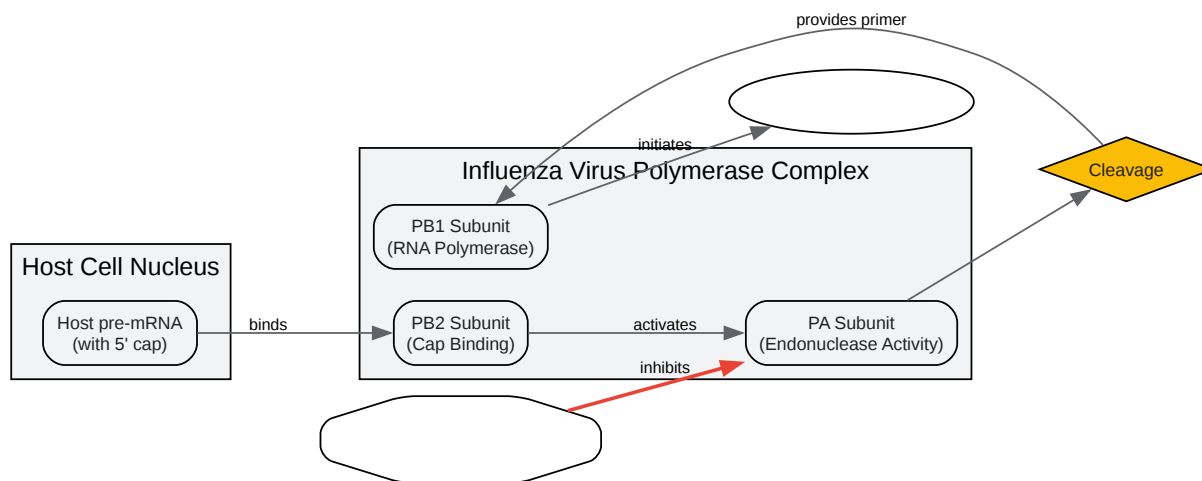 provides primer
initiates
Influenza Virus Polymerase Complex
Cleavage
PB1 Subunit
(RNA Polymerase)
Host Cell Nucleus
Host pre-mRNA
(with 5' cap)
binds
PB2 Subunit
(Cap Binding)
activates
PA Subunit
(Endonuclease Activity)
inhibits